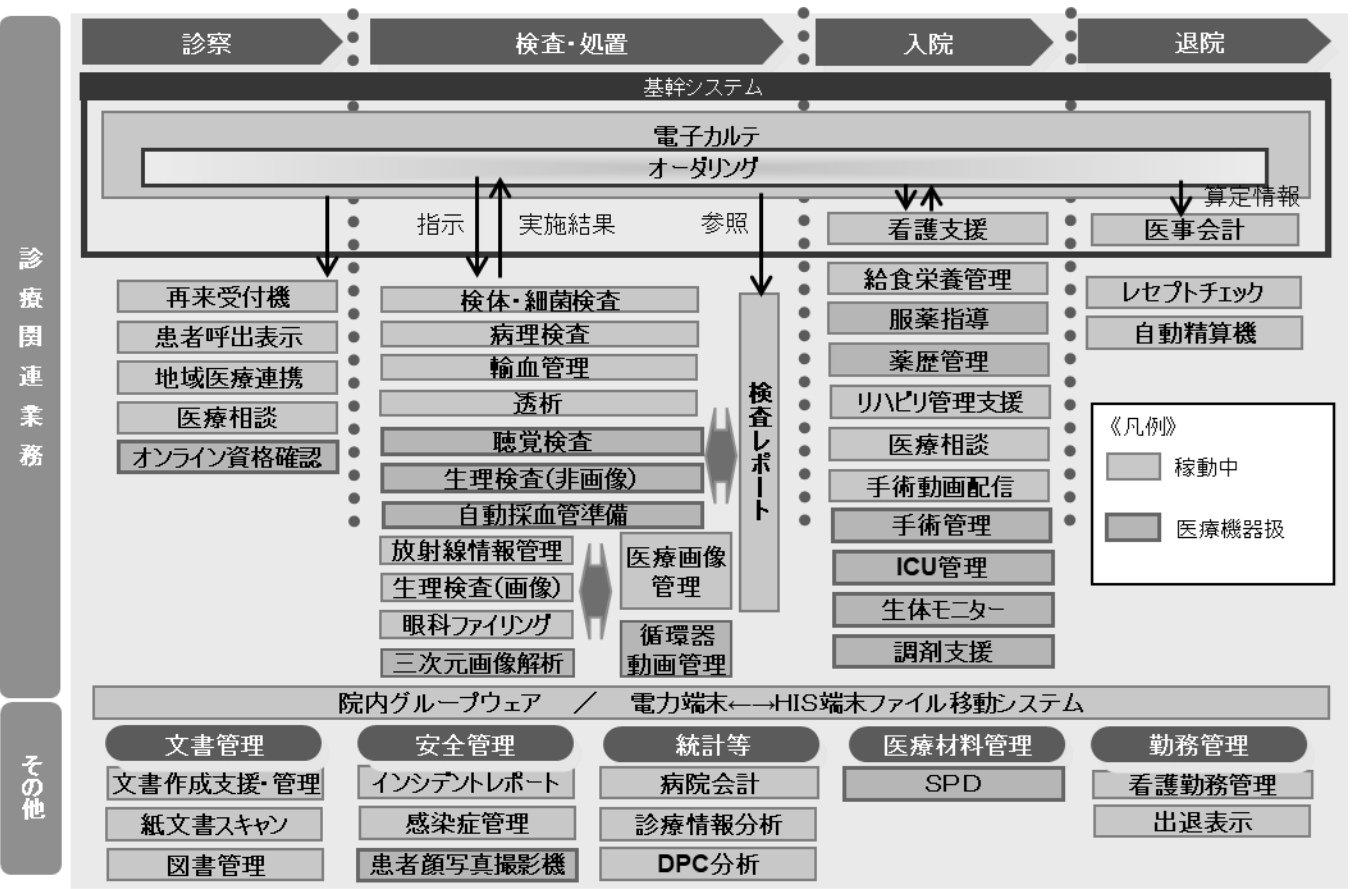 診療関連業務
その他
診察
検査・処置
入院
退院
基幹システム
電子カルテ
オーダリング
指示
実施結果
参照
算定情報
看護支援
医事会計
再来受付機
患者呼出表示
地域医療連携
医療相談
オンライン資格確認
検体・細菌検査
病理検査
輸血管理
透析
聴覚検査
生理検査(非画像)
自動採血管準備
放射線情報管理
生理検査(画像)
眼科ファイリング
三次元画像解析
医療画像
管理
循環器
動画管理
検査レポート
給食栄養管理
服薬指導
薬歴管理
リハビリ管理支援
医療相談
手術動画配信
手術管理
ICU管理
生体モニター
調剤支援
レセプトチェック
自動精算機
《凡例》
稼動中
医療機器扱
院内グループウェア ／ 電力端末←→HIS端末ファイル移動システム
文書管理
文書作成支援・管理
紙文書スキャン
図書管理
安全管理
インシデントレポート
感染症管理
患者顔写真撮影機
統計等
病院会計
診療情報分析
DPC分析
医療材料管理
SPD
勤務管理
看護勤務管理
出退表示